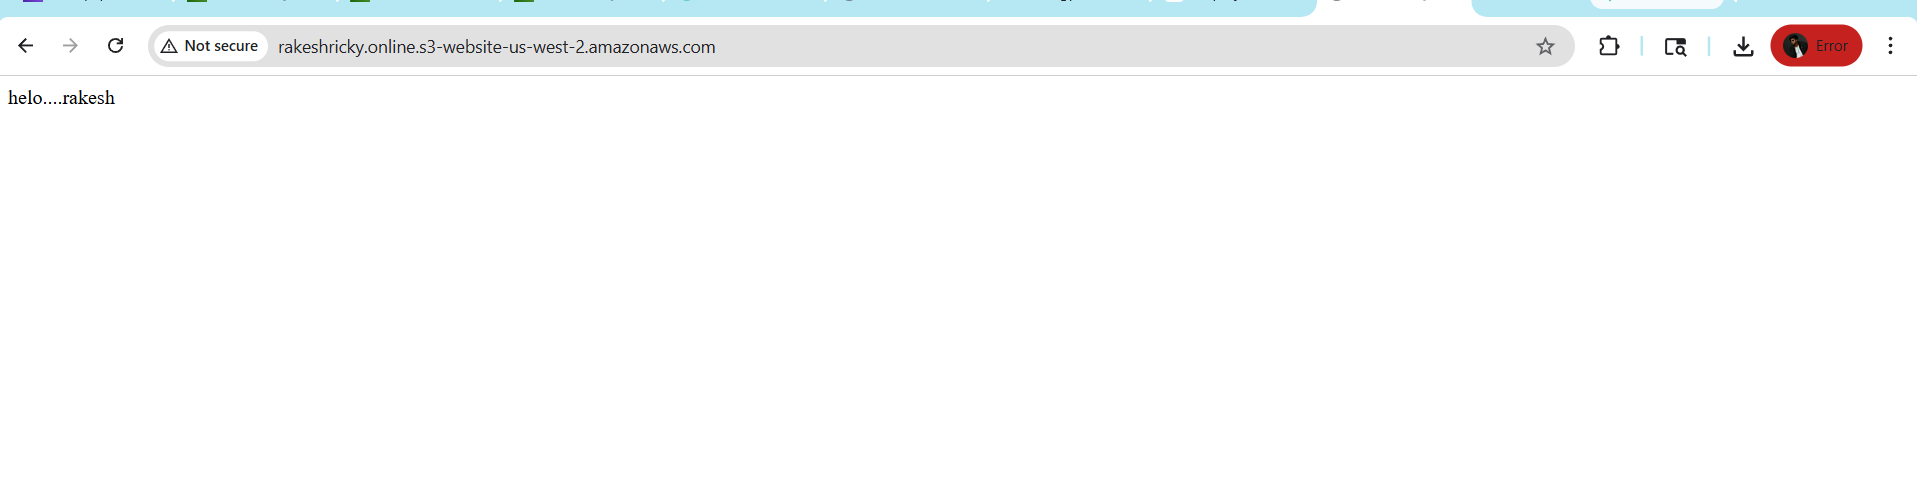 Not secure
rakeshricky.online.s3-website-us-west-2.amazonaws.com
Error
helo....rakesh